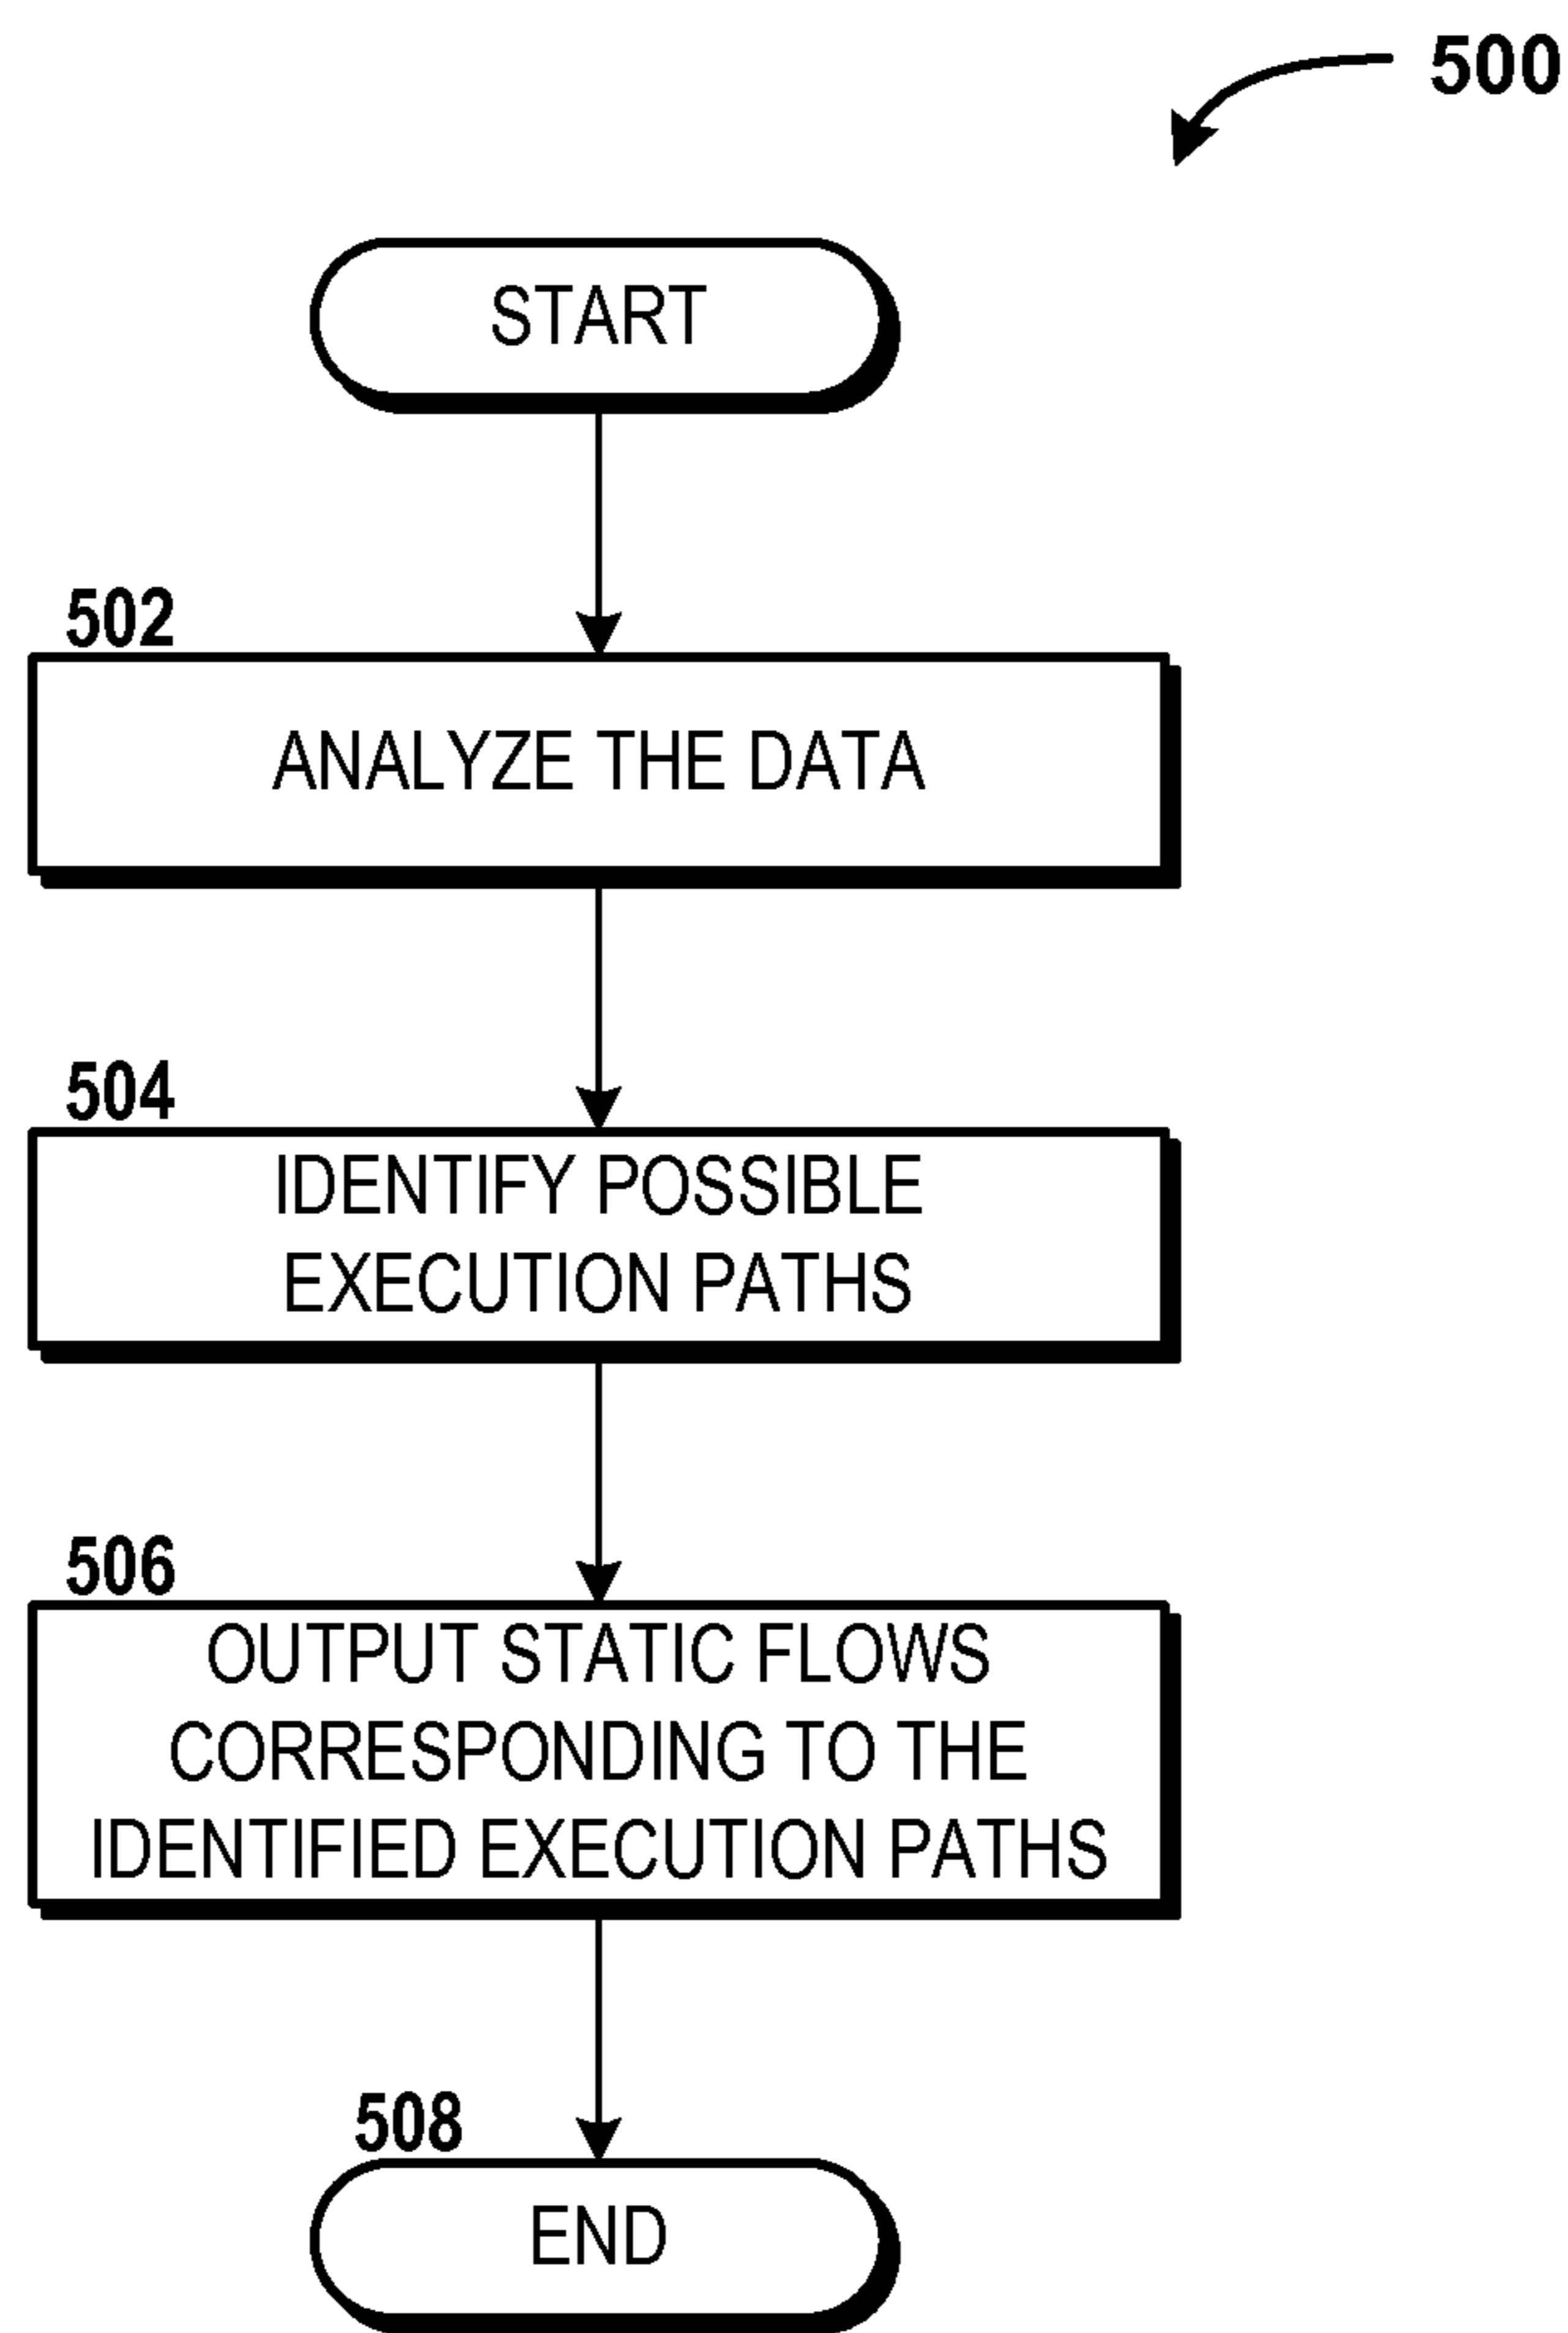 500
START
502
ANALYZE THE DATA
504
IDENTIFY POSSIBLE
EXECUTION PATHS
506
OUTPUT STATIC FLOWS
CORRESPONDING TO THE
IDENTIFIED EXECUTION PATHS
508
END